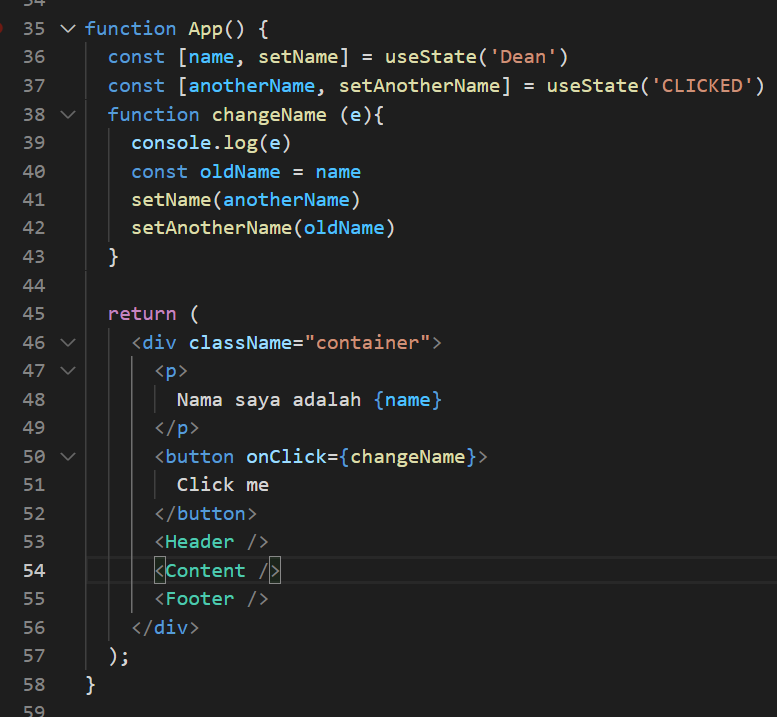 34
35 function App() {
36 const [name, setName] = useState('Dean')
37 const [anotherName, setAnotherName] = useState('CLICKED')
38 function changeName (e){
39 console.log(e)
40 const oldName = name
41 setName(anotherName)
42 setAnotherName(oldName)
43 }
44
45 return (
46 <div className="container">
47 <p>
48 Nama saya adalah {name}
49 </p>
50 <button onClick={changeName}>
51 Click me
52 </button>
53 <Header />
54 <Content />
55 <Footer />
56 </div>
57 );
58 }
59